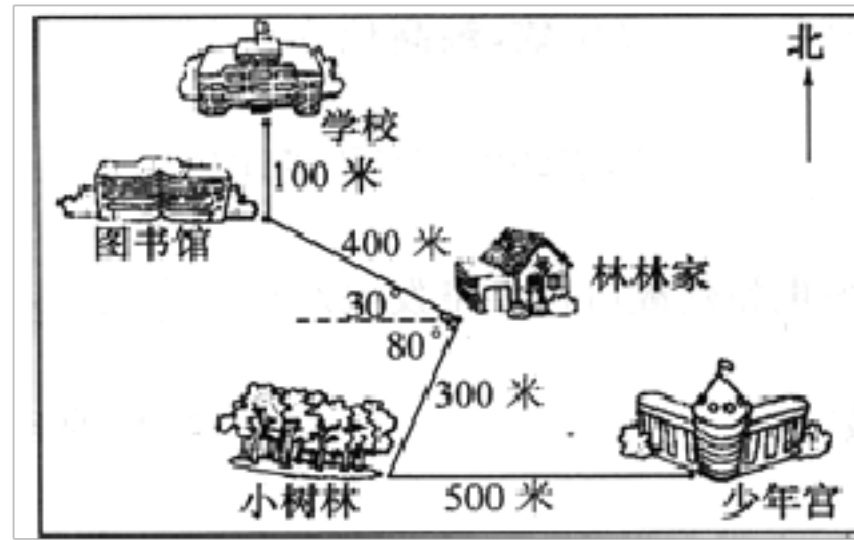 北
学校
100 米
图书馆
400 米
林林家
30°
80°
300 米
小树林
500 米
少年宫